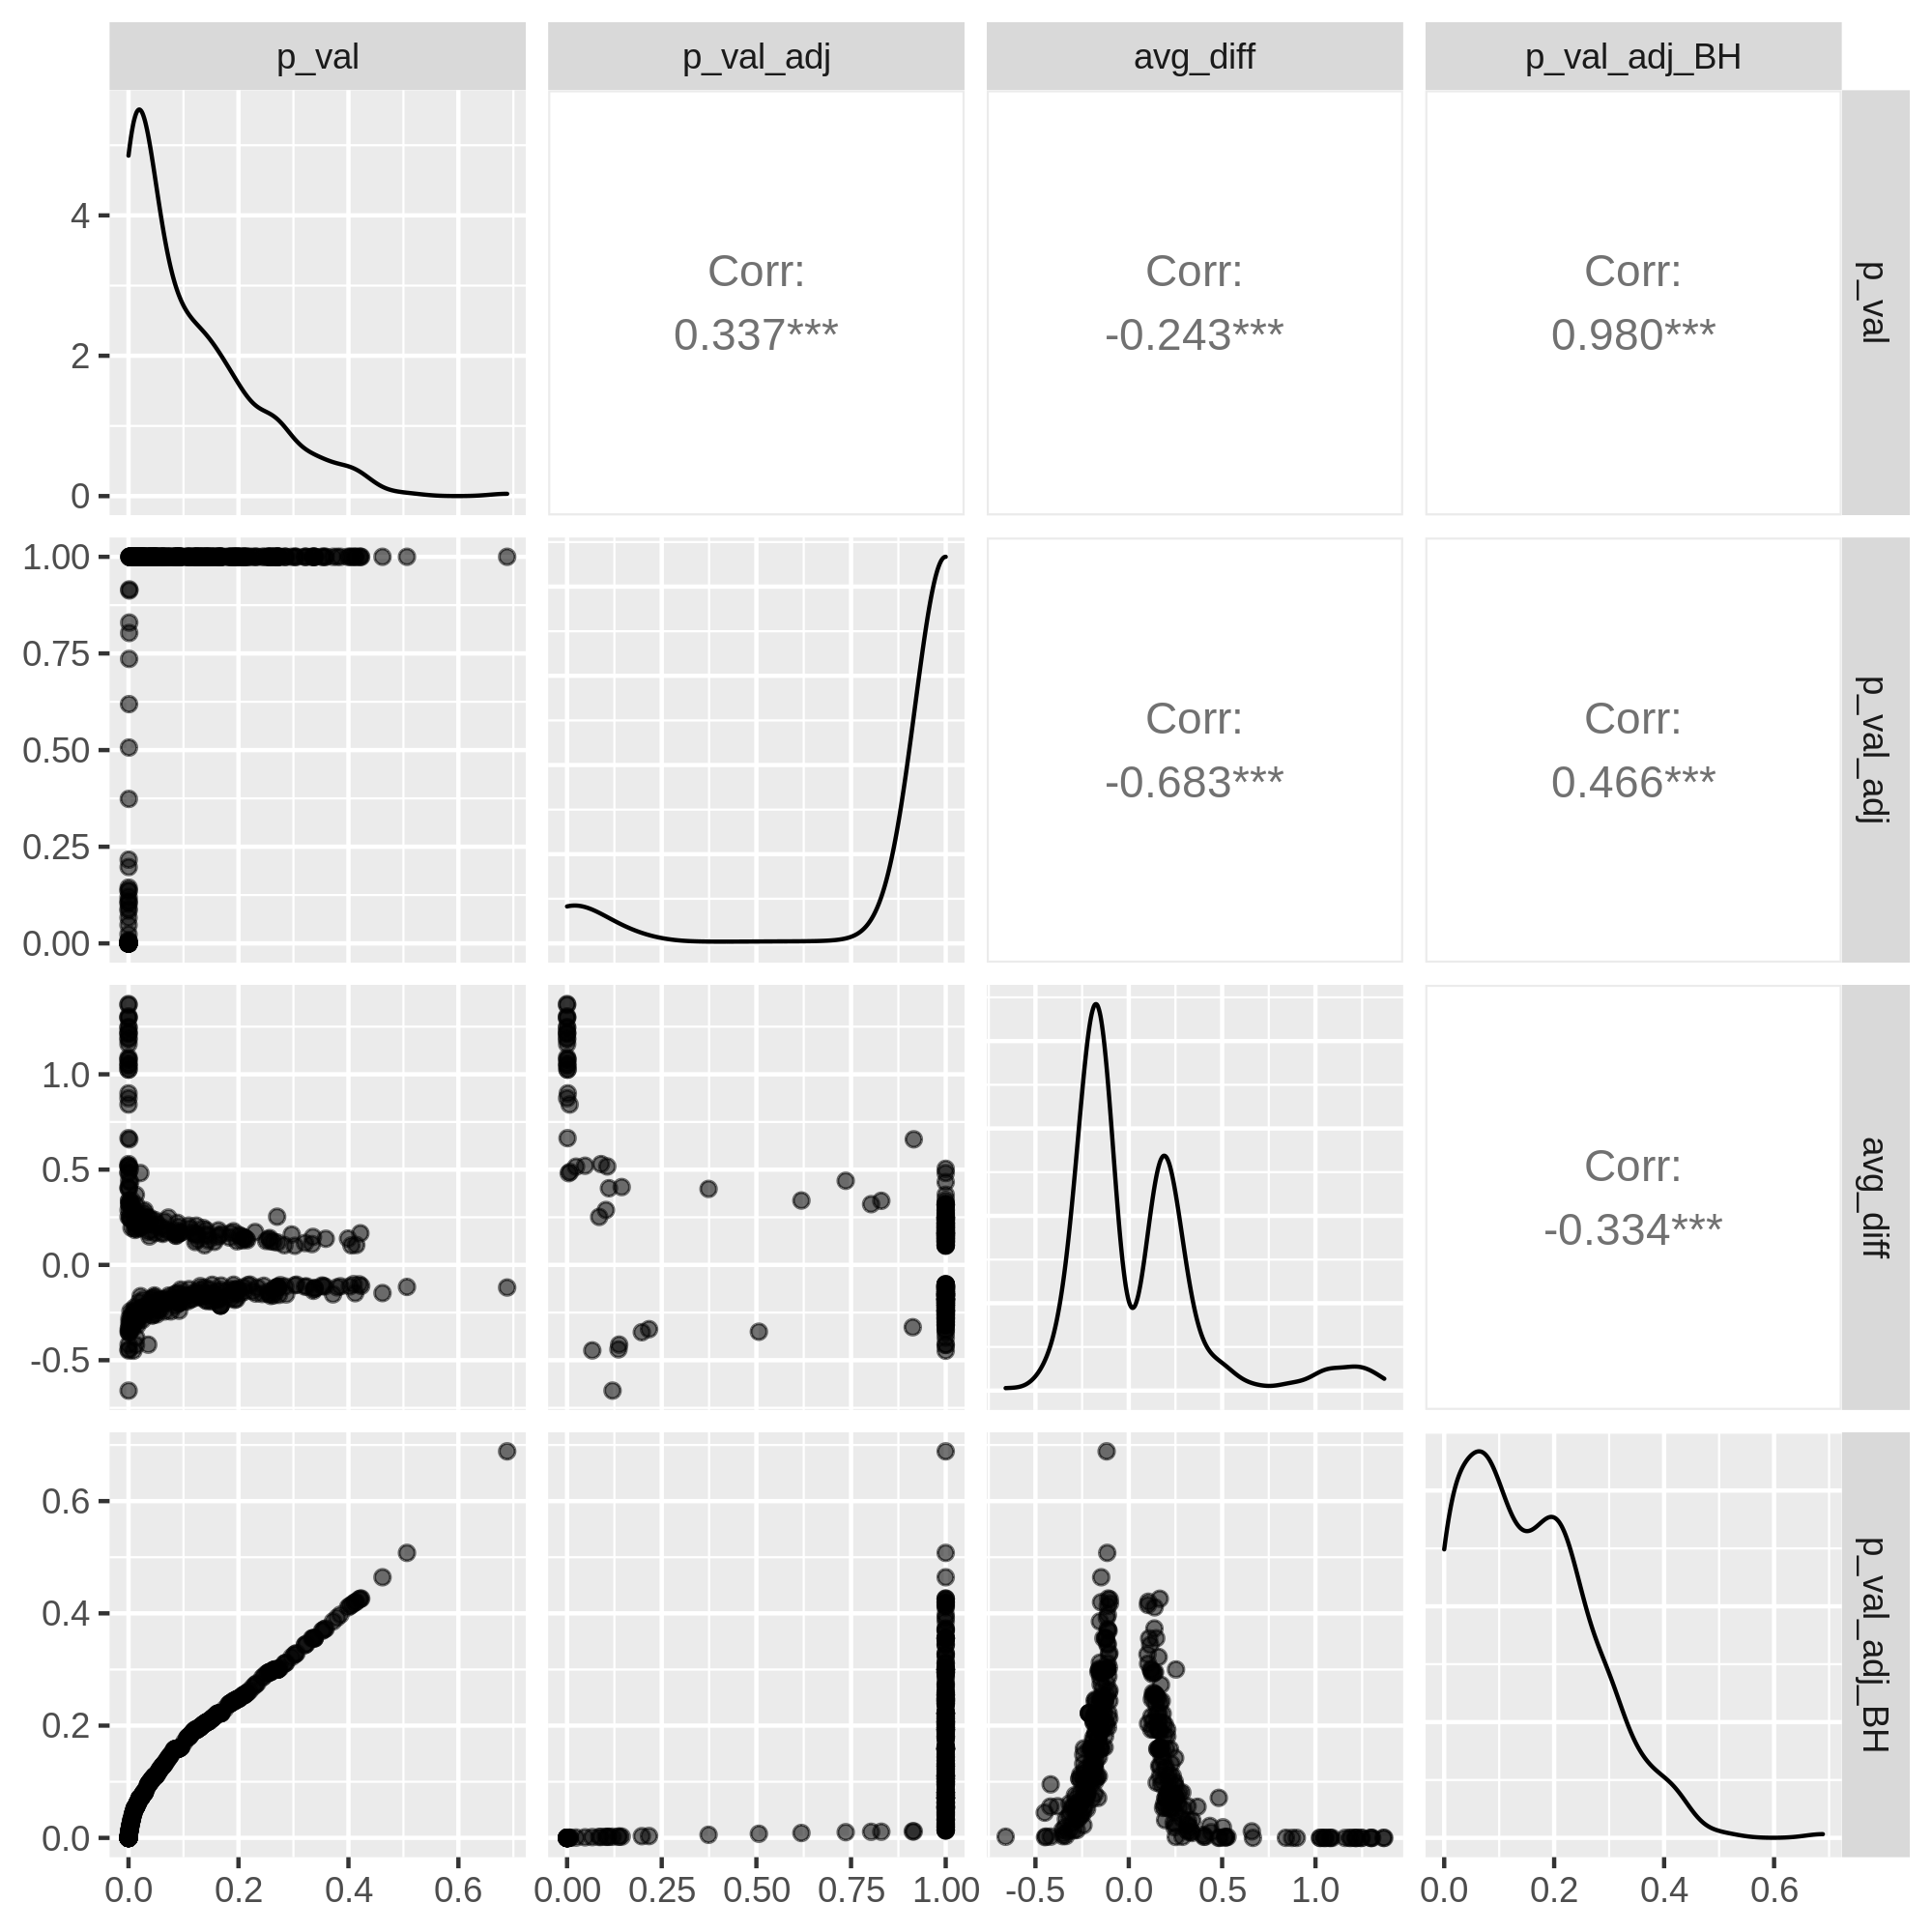 p_val p_val_adj avg_diff p_val_adj_BH
4
2
0
Corr:
0.337***
Corr:
-0.243***
Corr:
0.980***
p_val
1.00
0.75
0.50
0.25
0.00
Corr:
-0.683***
Corr:
0.466***
p_val_adj
1.0
0.5
0.0
-0.5
Corr:
-0.334***
avg_diff
0.6
0.4
0.2
0.0
p_val_adj_BH
0.0 0.2 0.4 0.6 0.00 0.25 0.50 0.75 1.00 -0.5 0.0 0.5 1.0 0.0 0.2 0.4 0.6